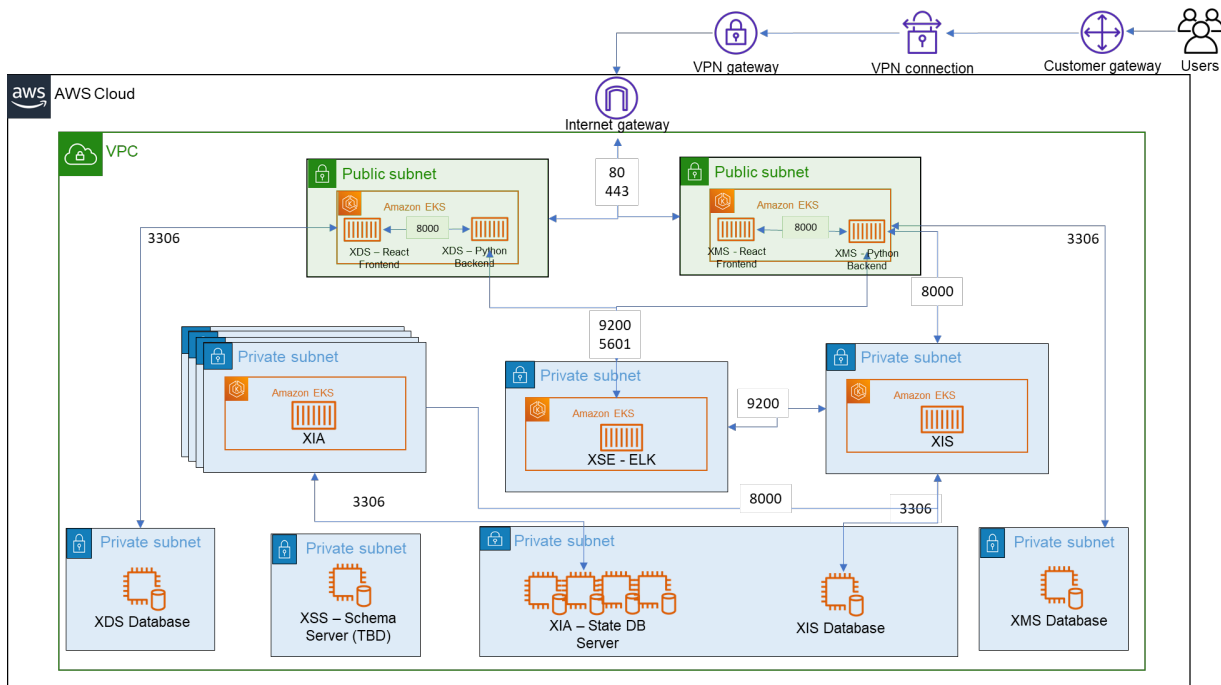 VPN gateway
VPN connection
Customer gateway
Users
aws
AWS Cloud
Internet gateway
VPC
80
443
Public subnet
Amazon EKS
8000
XDS – React
Frontend
XDS – Python
Backend
Public subnet
Amazon EKS
8000
XMS - React
Frontend
XMS - Python
Backend
3306
3306
8000
9200
5601
Private subnet
Amazon EKS
XIA
Private subnet
Amazon EKS
XSE - ELK
9200
Private subnet
Amazon EKS
XIS
3306
8000
3306
Private subnet
XDS Database
Private subnet
XSS – Schema
Server (TBD)
Private subnet
XIA – State DB
Server
XIS Database
Private subnet
XMS Database